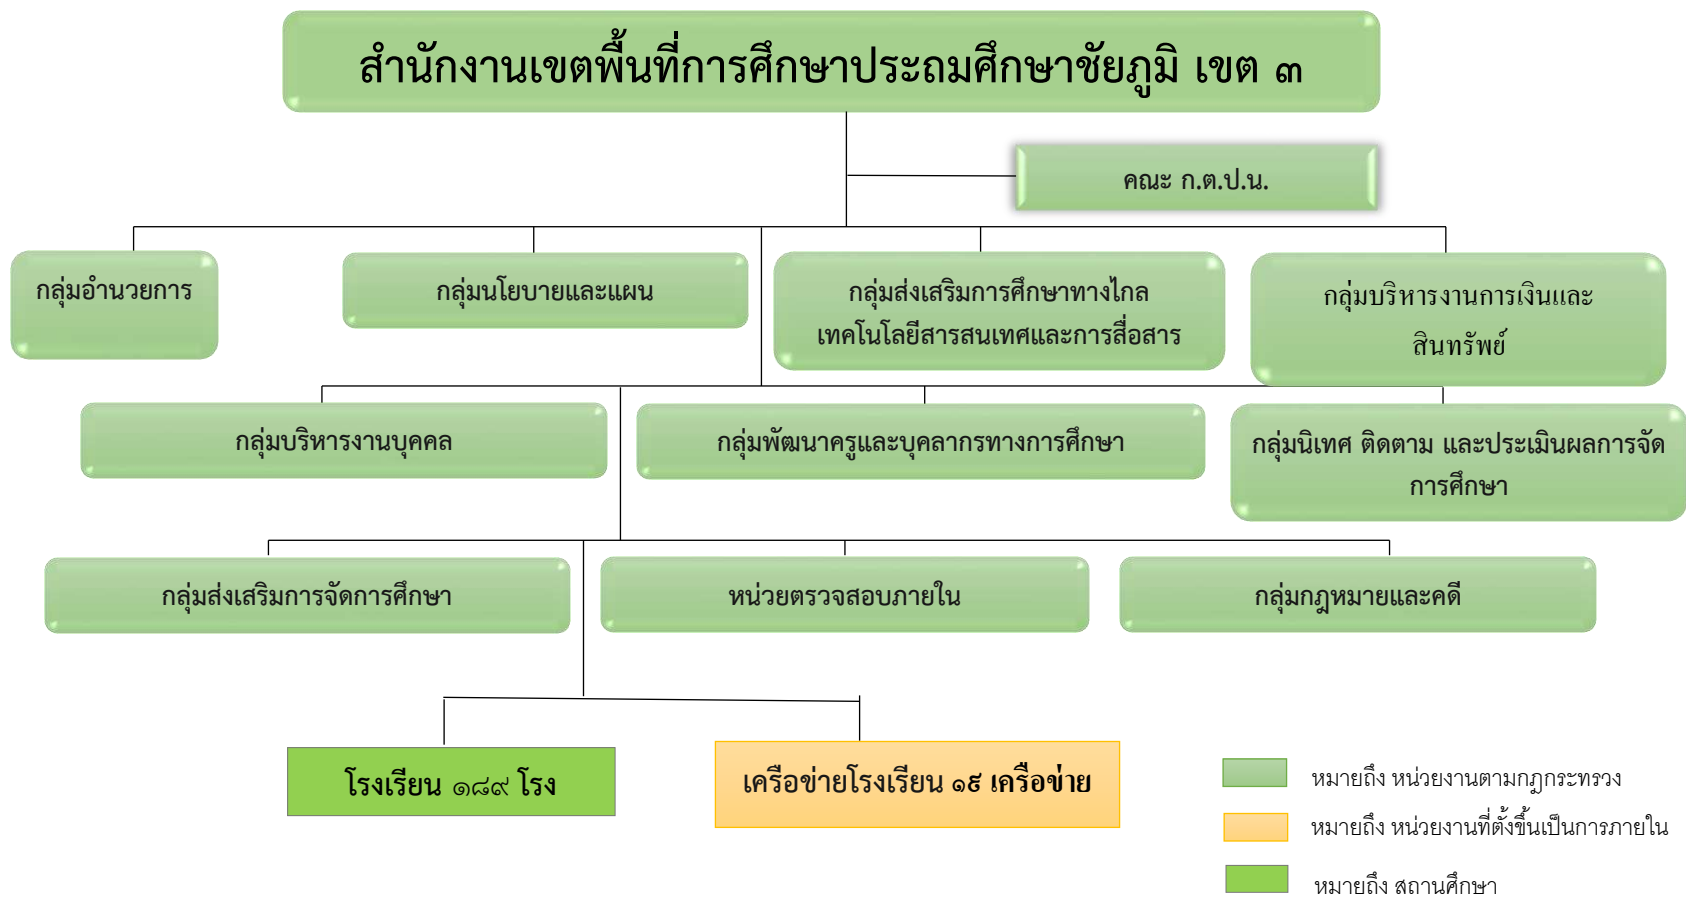 สำนักงานเขตพื้นที่การศึกษาประถมศึกษาชัยภูมิ เขต ๓
คณะ ก.ต.ป.น.
กลุ่มอำนวยการ
กลุ่มนโยบายและแผน
กลุ่มส่งเสริมการศึกษาทางไกล
เทคโนโลยีสารสนเทศและการสื่อสาร
กลุ่มบริหารงานการเงินและ
สินทรัพย์
กลุ่มบริหารงานบุคคล
กลุ่มพัฒนาครูและบุคลากรทางการศึกษา
กลุ่มนิเทศ ติดตาม และประเมินผลการจัด
การศึกษา
กลุ่มส่งเสริมการจัดการศึกษา
หน่วยตรวจสอบภายใน
กลุ่มกฎหมายและคดี
โรงเรียน ๑๘๙ โรง
เครือข่ายโรงเรียน ๑๙ เครือข่าย
หมายถึง หน่วยงานตามกฎกระทรวง
หมายถึง หน่วยงานที่ตั้งขึ้นเป็นการภายใน
หมายถึง สถานศึกษา